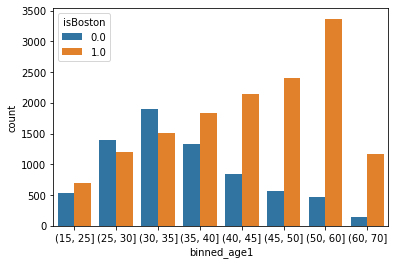 3500
3000
2500
2000
1500
1000
500
0
count
isBoston
0.0
1.0
(15, 25] (25, 30] (30, 35] (35, 40] (40, 45] (45, 50] (50, 60] (60, 70]
binned_age1